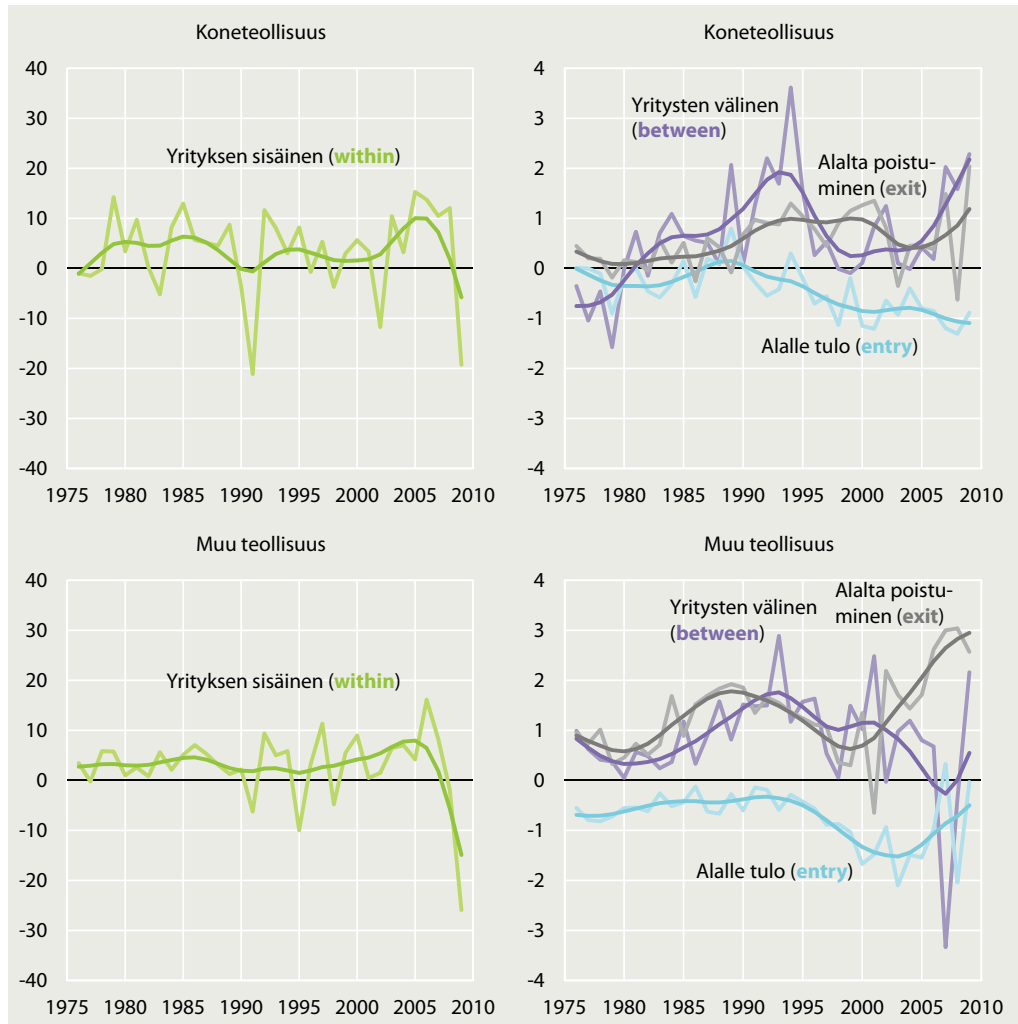 Koneteollisuus
40
30
20
10
0
-10
-20
-30
-40
Yrityksen sisäinen (within)
1975 1980 1985 1990 1995 2000 2005 2010
Koneteollisuus
4
3
2
1
0
-1
-2
-3
-4
Yritysten välinen
(between)
Alalta poistu-
minen (exit)
Alalle tulo (entry)
1975 1980 1985 1990 1995 2000 2005 2010
Muu teollisuus
40
30
20
10
0
-10
-20
-30
-40
Yrityksen sisäinen (within)
1975 1980 1985 1990 1995 2000 2005 2010
Muu teollisuus
4
3
2
1
0
-1
-2
-3
-4
Yritysten välinen
(between)
Alalta poistu-
minen (exit)
Alalle tulo (entry)
1975 1980 1985 1990 1995 2000 2005 2010